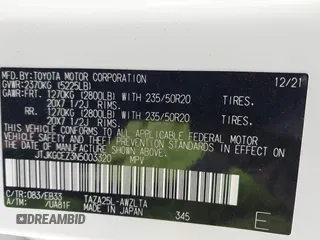 MFD. BY: TOYOTA MOTOR CORPORATION 12/21
GVWR: 2370KG (5225LB)
GAWR: FRT. 1270KG (2800LB) WITH 235/50R20 TIRES,
20X7 1/2J RIMS,
RR. 1270KG (2800LB) WITH 235/50R20 TIRES,
20X7 1/2J RIMS,
THIS VEHICLE CONFORMS TO ALL APPLICABLE FEDERAL MOTOR
VEHICLE SAFETY AND THEFT PREVENTION STANDARDS IN
EFFECT ON THE DATE OF MANUFACTURE SHOWN ABOVE.
JTJKGCEZ3N5003320 MPV
C/TR: 083/EB33 TAZA25L-AWZLTA
A/TM: /UA81F MADE IN JAPAN 345
E